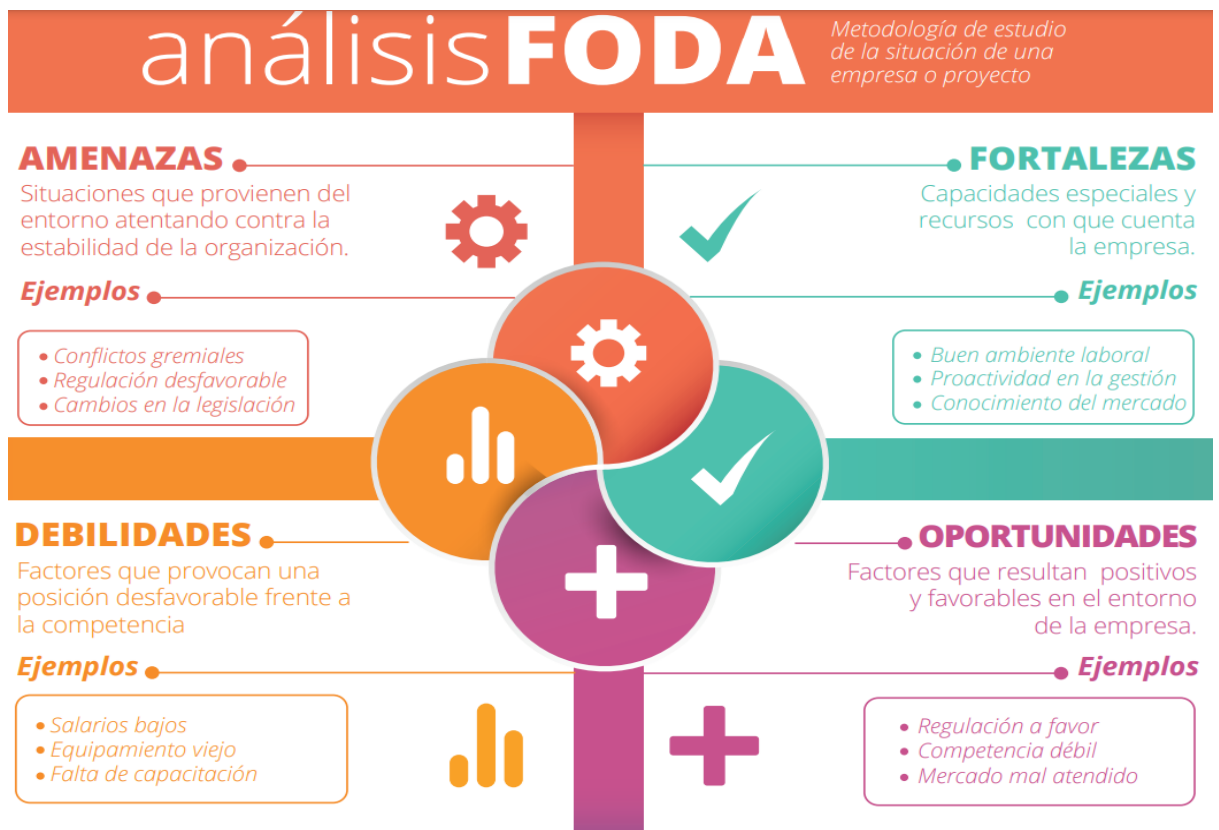 análisis FODA
Metodología de estudio
de la situación de una
empresa o proyecto
AMENAZAS
Situaciones que provienen del
entorno atentando contra la
estabilidad de la organización.
Ejemplos
• Conflictos gremiales
• Regulación desfavorable
• Cambios en la legislación
FORTALEZAS
Capacidades especiales y
recursos con que cuenta
la empresa.
Ejemplos
• Buen ambiente laboral
• Proactividad en la gestión
• Conocimiento del mercado
DEBILIDADES
Factores que provocan una
posición desfavorable frente a
la competencia
Ejemplos
• Salarios bajos
• Equipamiento viejo
• Falta de capacitación
OPORTUNIDADES
Factores que resultan positivos
y favorables en el entorno
de la empresa.
Ejemplos
• Regulación a favor
• Competencia débil
• Mercado mal atendido